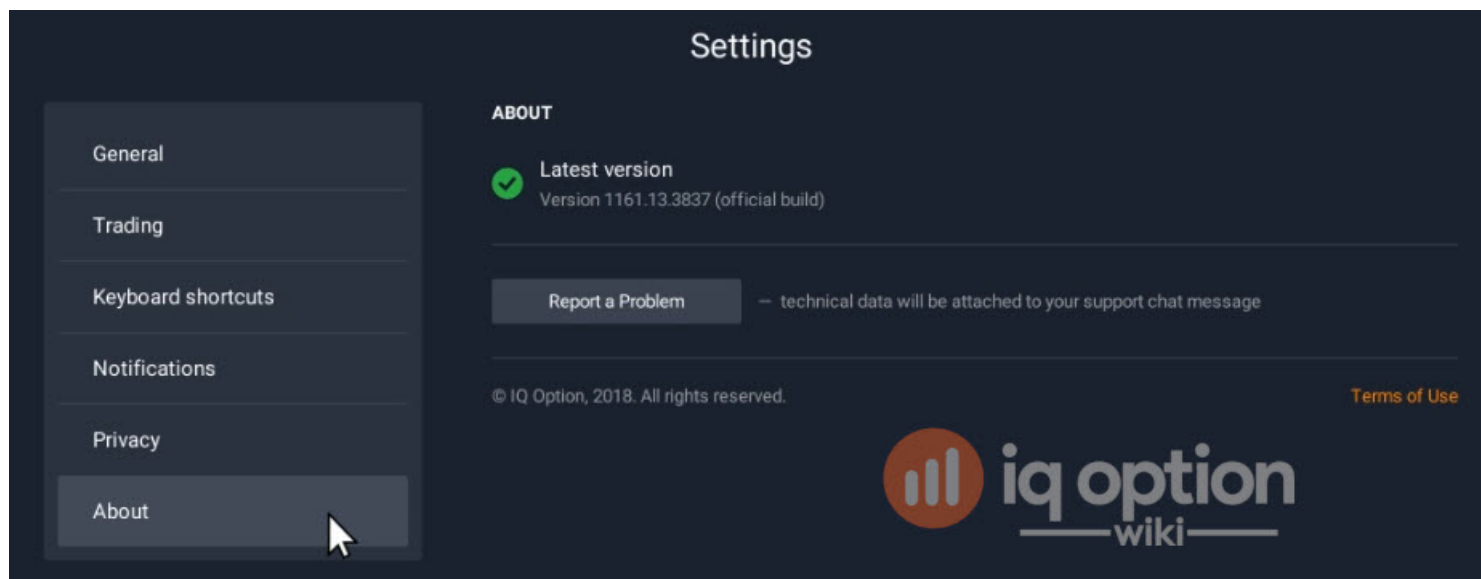 Settings
General
Trading
Keyboard shortcuts
Notifications
Privacy
About
ABOUT
Latest version
Version 1161.13.3837 (official build)
Report a Problem
— technical data will be attached to your support chat message
© IQ Option, 2018. All rights reserved.
Terms of Use
iq option
wiki